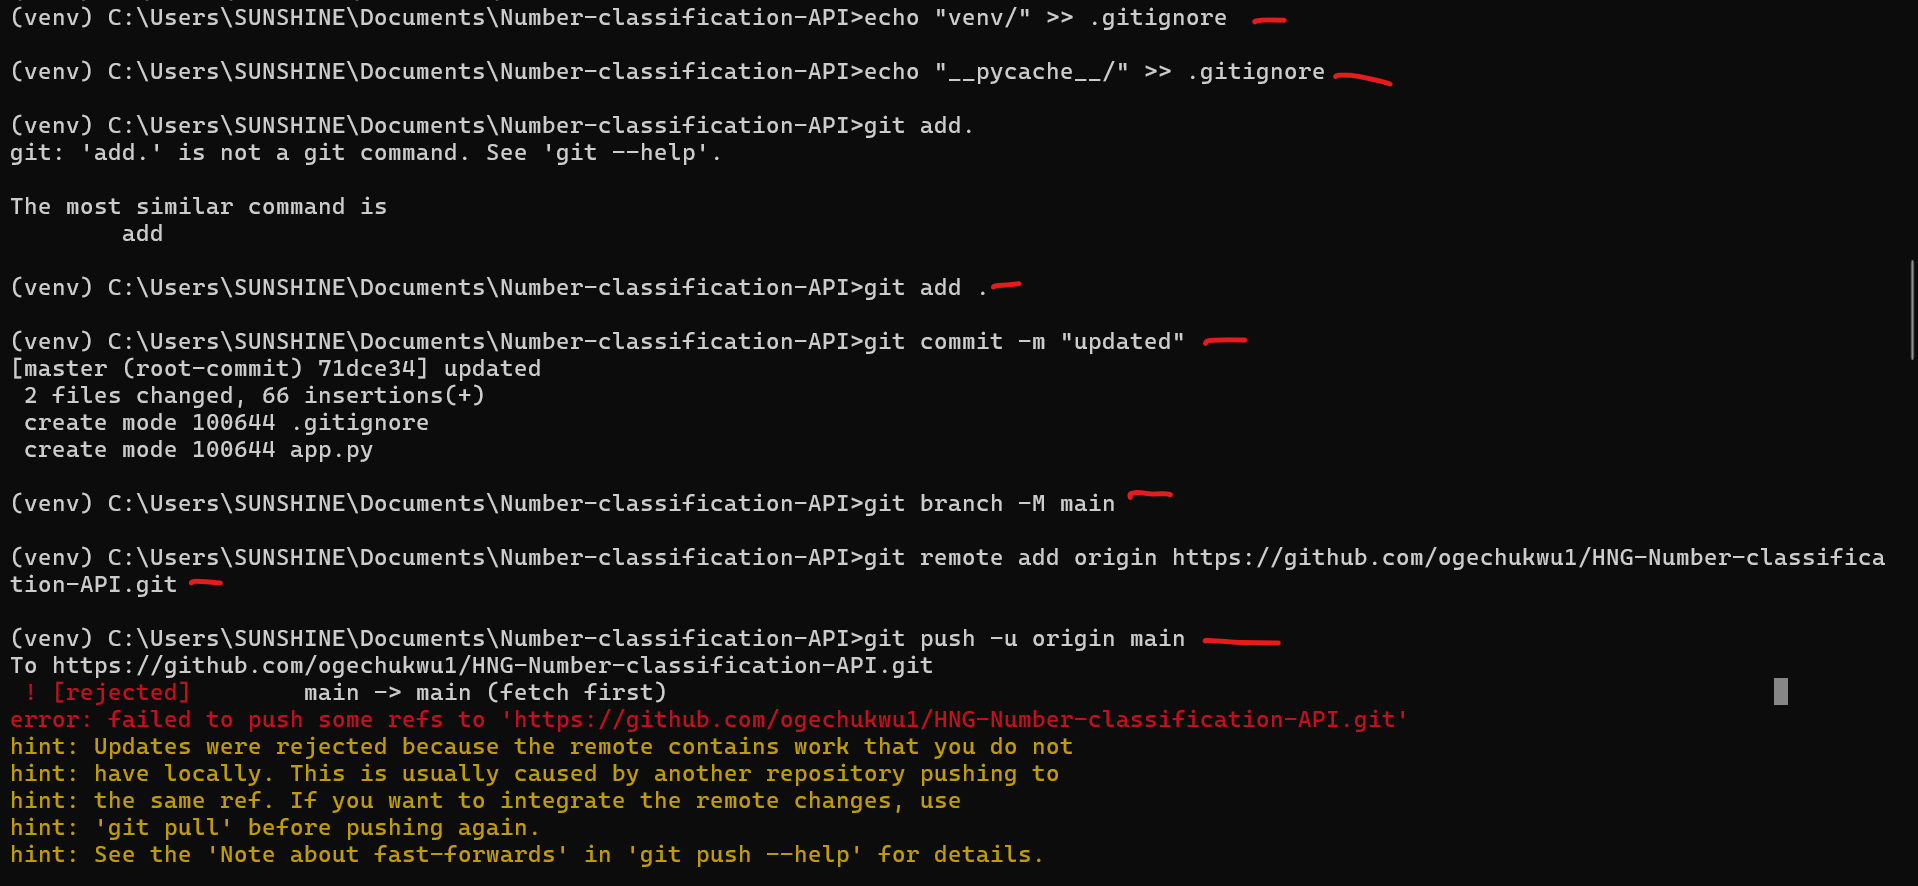 (venv) C:\Users\SUNSHINE\Documents\Number-classification-API>echo "venv/" >> .gitignore
(venv) C:\Users\SUNSHINE\Documents\Number-classification-API>echo "__pycache__/" >> .gitignore
(venv) C:\Users\SUNSHINE\Documents\Number-classification-API>git add.
git: 'add.' is not a git command. See 'git --help'.
The most similar command is
        add
(venv) C:\Users\SUNSHINE\Documents\Number-classification-API>git add .
(venv) C:\Users\SUNSHINE\Documents\Number-classification-API>git commit -m "updated"
[master (root-commit) 71dce34] updated
 2 files changed, 66 insertions(+)
 create mode 100644 .gitignore
 create mode 100644 app.py
(venv) C:\Users\SUNSHINE\Documents\Number-classification-API>git branch -M main
(venv) C:\Users\SUNSHINE\Documents\Number-classification-API>git remote add origin https://github.com/ogechukwu1/HNG-Number-classifica
tion-API.git
(venv) C:\Users\SUNSHINE\Documents\Number-classification-API>git push -u origin main
To https://github.com/ogechukwu1/HNG-Number-classification-API.git
 ! [rejected]        main -> main (fetch first)
error: failed to push some refs to 'https://github.com/ogechukwu1/HNG-Number-classification-API.git'
hint: Updates were rejected because the remote contains work that you do not
hint: have locally. This is usually caused by another repository pushing to
hint: the same ref. If you want to integrate the remote changes, use
hint: 'git pull' before pushing again.
hint: See the 'Note about fast-forwards' in 'git push --help' for details.